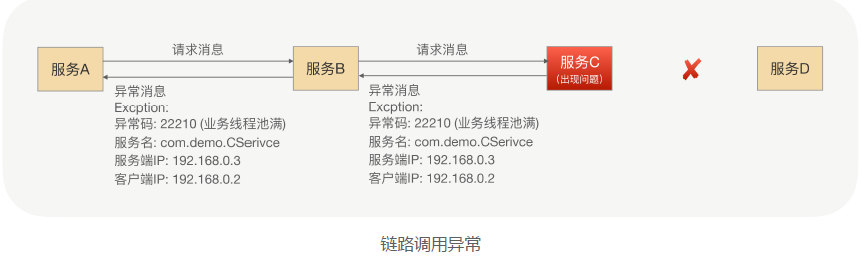 请求消息
请求消息
服务A
服务B
服务C
(出现问题)
服务D
异常消息
Excption:
异常码: 22210 (业务线程池满)
服务名: com.demo.CSerivce
服务端IP: 192.168.0.3
客户端IP: 192.168.0.2
异常消息
Excption:
异常码: 22210 (业务线程池满)
服务名: com.demo.CSerivce
服务端IP: 192.168.0.3
客户端IP: 192.168.0.2
链路调用异常